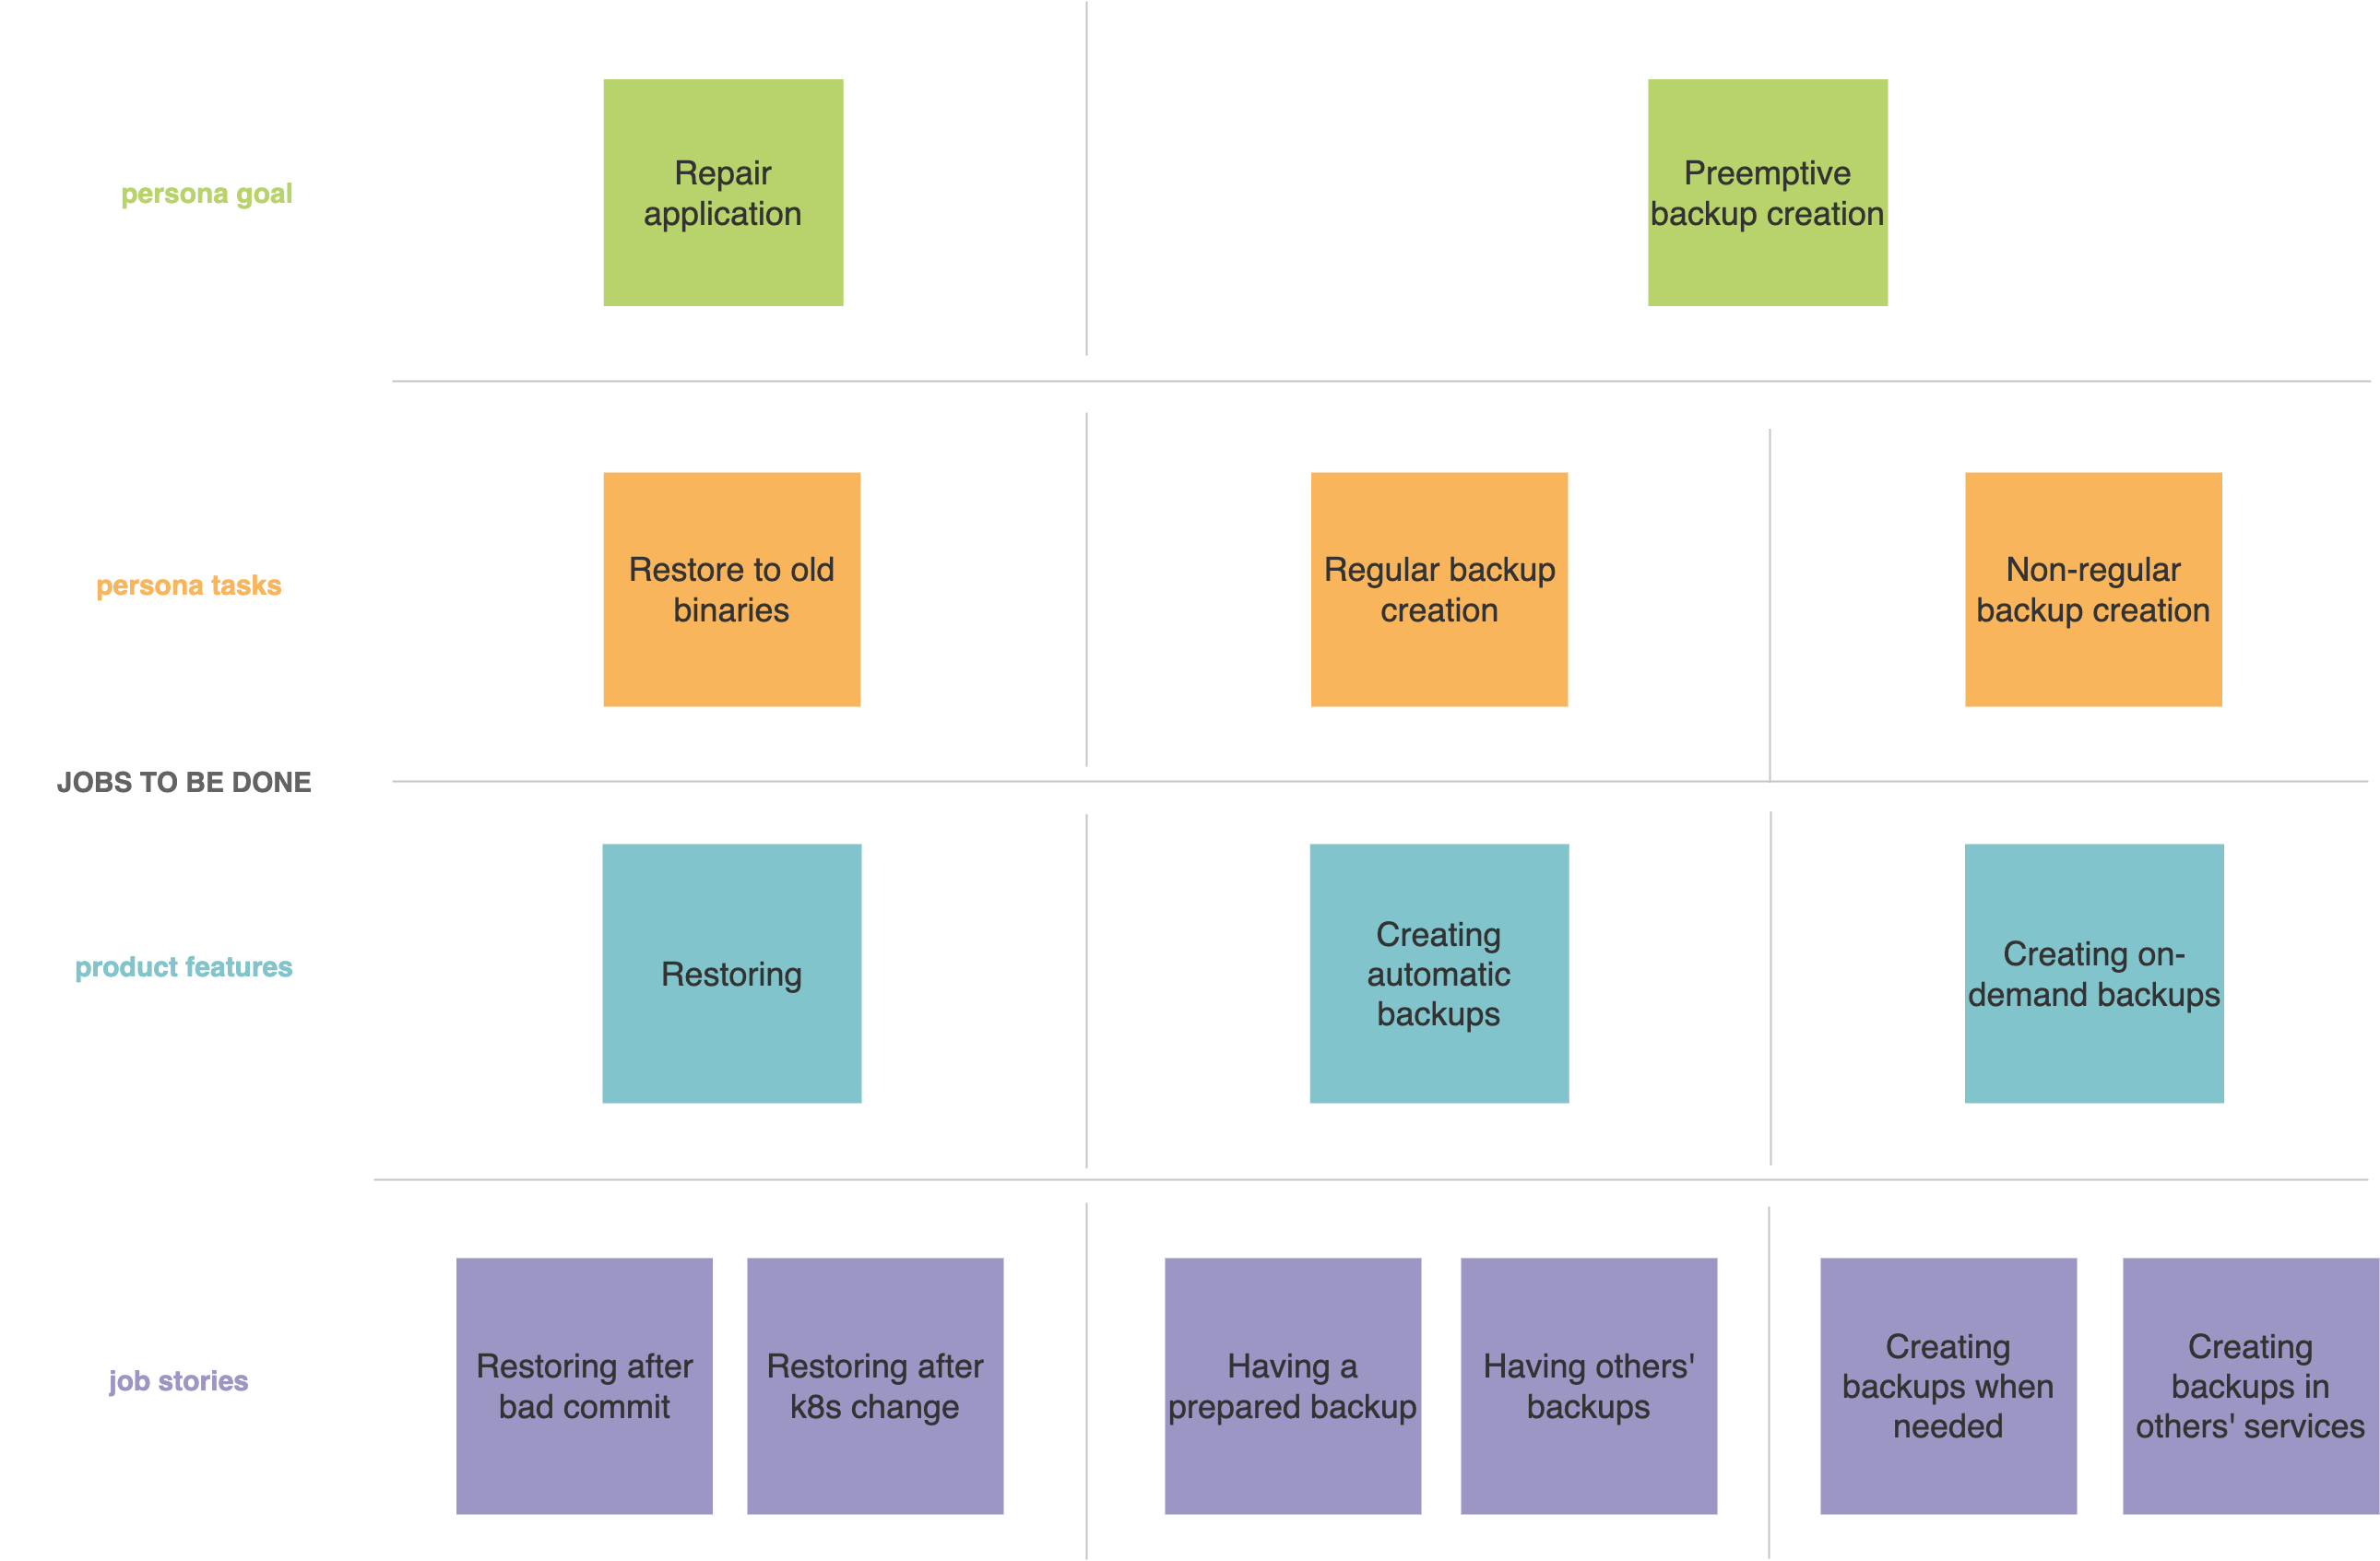 persona goal
Repair
application
Preemptive
backup creation
persona tasks
Restore to old
binaries
Regular backup
creation
Non-regular
backup creation
JOBS TO BE DONE
product features
Restoring
Creating
automatic
backups
Creating on-
demand backups
job stories
Restoring after
bad commit
Restoring after
k8s change
Having a
prepared backup
Having others'
backups
Creating
backups when
needed
Creating
backups in
others' services